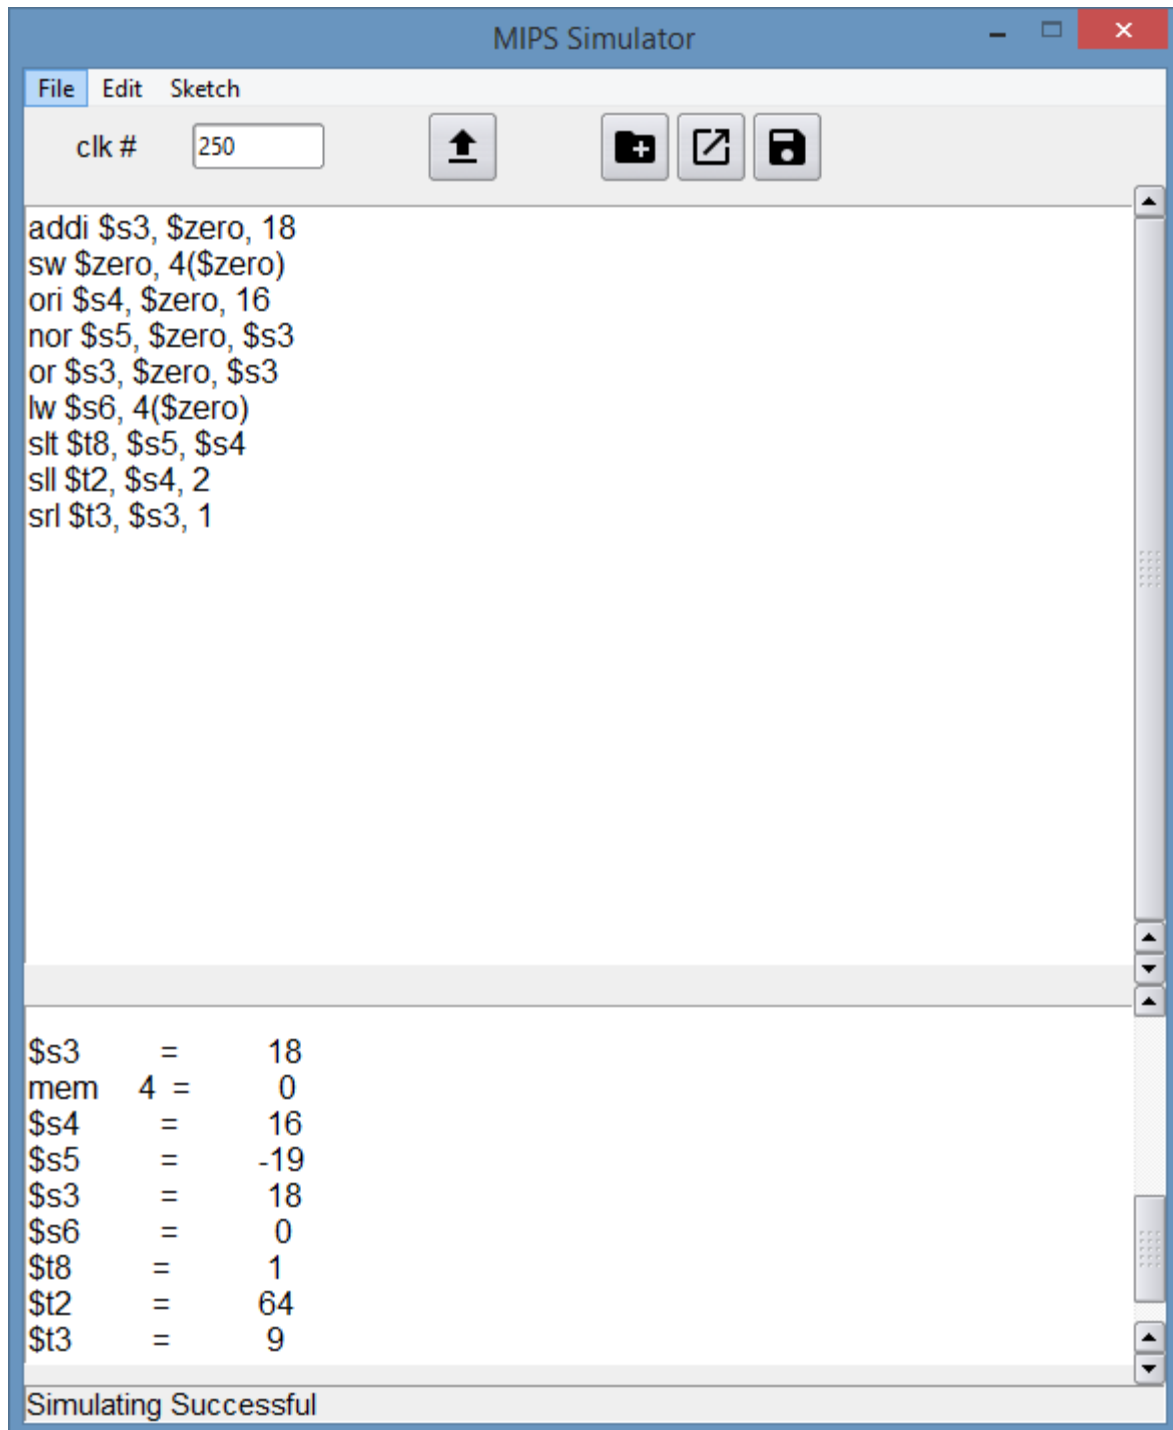 MIPS Simulator
File Edit Sketch
clk # 250
addi $s3, $zero, 18
sw $zero, 4($zero)
ori $s4, $zero, 16
nor $s5, $zero, $s3
or $s3, $zero, $s3
lw $s6, 4($zero)
slt $t8, $s5, $s4
sll $t2, $s4, 2
srl $t3, $s3, 1
$s3 = 18
mem 4 = 0
$s4 = 16
$s5 = -19
$s3 = 18
$s6 = 0
$t8 = 1
$t2 = 64
$t3 = 9
Simulating Successful